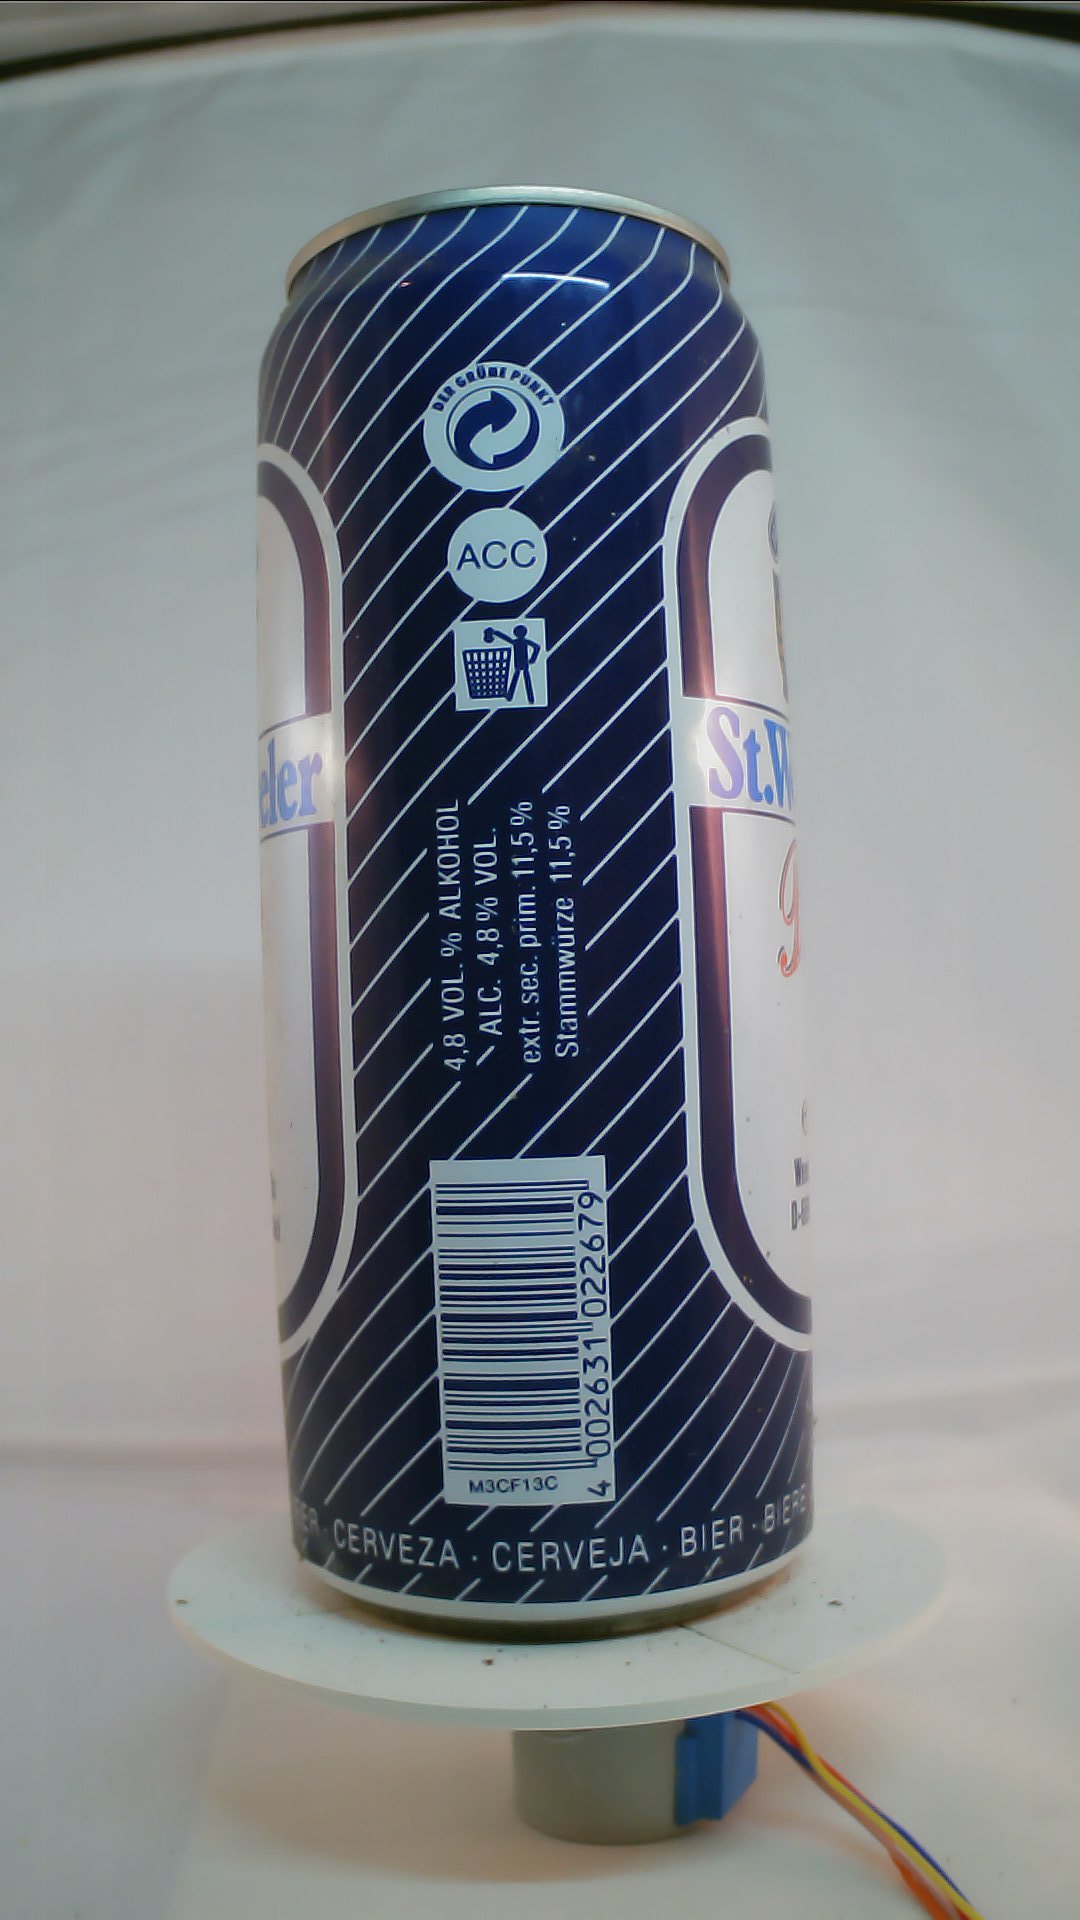 DER GRÜNE PUNKT
ACC
eler
St.W
4,8 VOL. % ALKOHOL
ALC. 4,8 % VOL.
extr. sec. prim. 11,5 %
Stammwürze 11,5 %
4 002631 022679
M3CF13C
CERVEZA · CERVEJA · BIER · BIERE